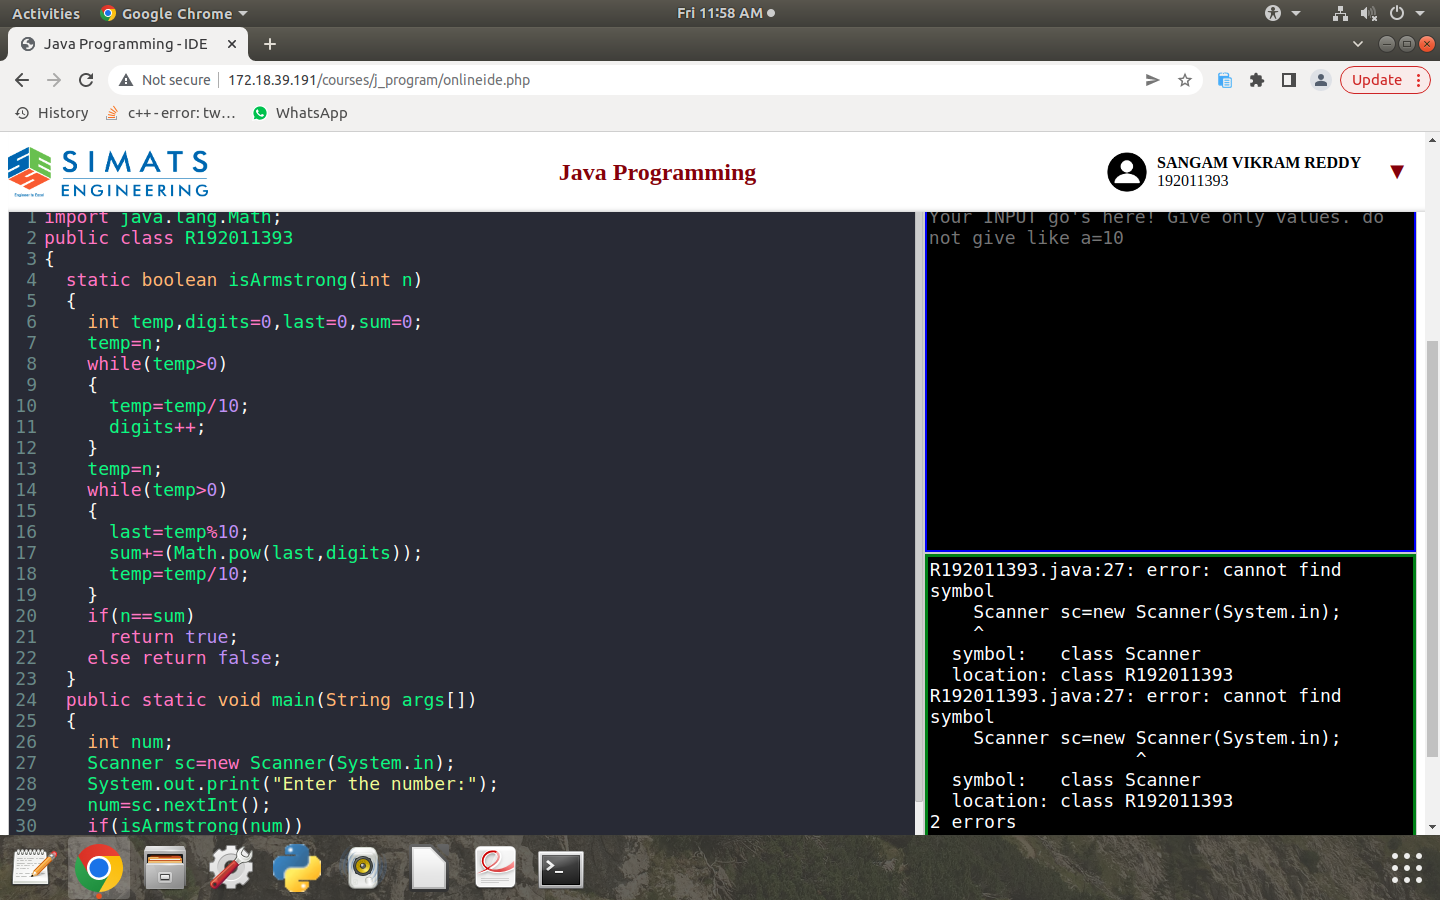 Activities Google Chrome Fri 11:58 AM
Java Programming - IDE
Not secure 172.18.39.191/courses/j_program/onlineide.php Update
History c++ - error: tw... WhatsApp
SIMATS
ENGINEERING
Engineer to Excel
Java Programming
SANGAM VIKRAM REDDY
192011393
1 import java.lang.Math;
2 public class R192011393
3 {
4 static boolean isArmstrong(int n)
5 {
6 int temp,digits=0,last=0,sum=0;
7 temp=n;
8 while(temp>0)
9 {
10 temp=temp/10;
11 digits++;
12 }
13 temp=n;
14 while(temp>0)
15 {
16 last=temp%10;
17 sum+=(Math.pow(last,digits));
18 temp=temp/10;
19 }
20 if(n==sum)
21 return true;
22 else return false;
23 }
24 public static void main(String args[])
25 {
26 int num;
27 Scanner sc=new Scanner(System.in);
28 System.out.print("Enter the number:");
29 num=sc.nextInt();
30 if(isArmstrong(num))
Your INPUT go's here! Give only values. do
not give like a=10
R192011393.java:27: error: cannot find
symbol
Scanner sc=new Scanner(System.in);
^
symbol: class Scanner
location: class R192011393
R192011393.java:27: error: cannot find
symbol
Scanner sc=new Scanner(System.in);
^
symbol: class Scanner
location: class R192011393
2 errors